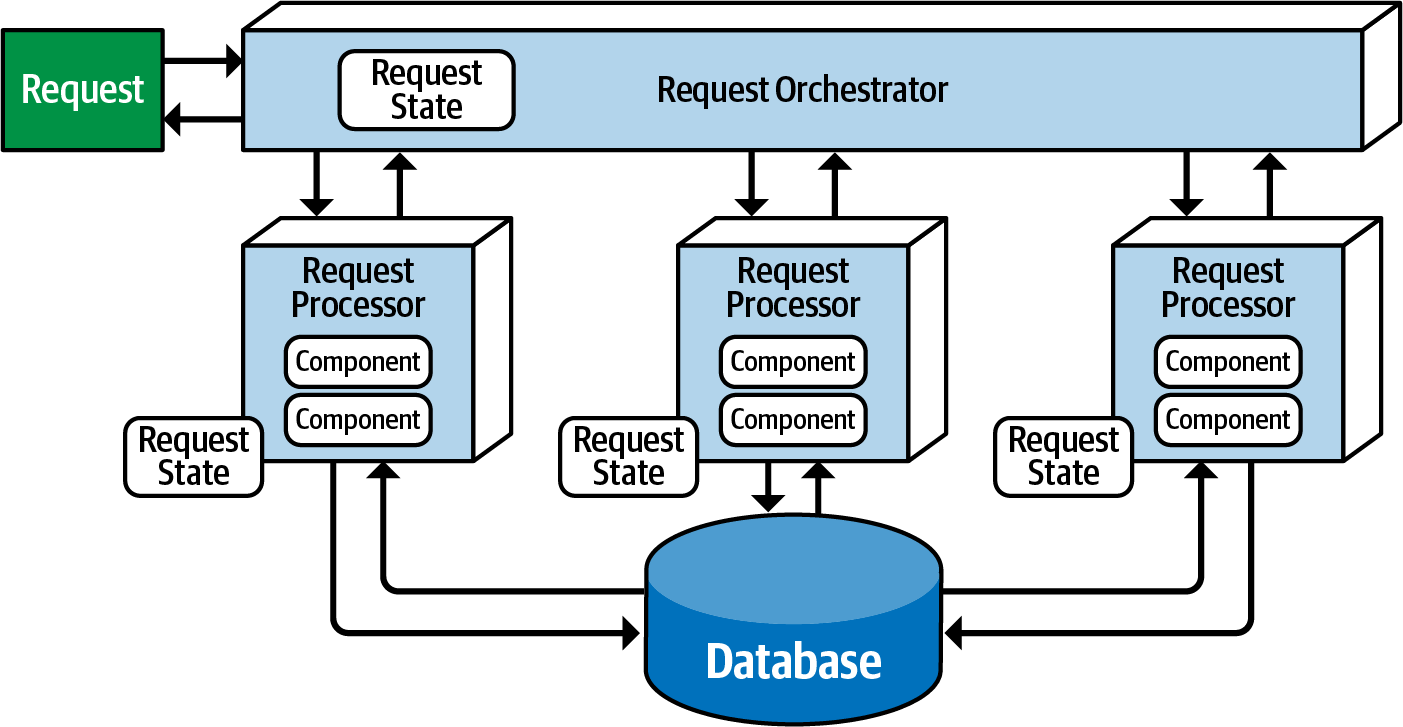 Request
Request
State
Request Orchestrator
Request
Processor
Component
Component
Request
State
Request
Processor
Component
Component
Request
State
Request
Processor
Component
Component
Request
State
Database